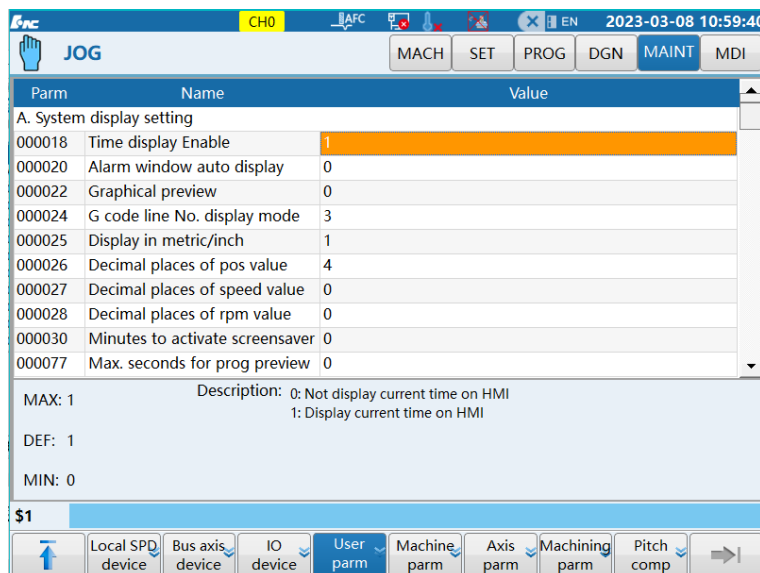 CH0 AFC EN 2023-03-08 10:59:40
JOG MACH SET PROG DGN MAINT MDI
Parm Name Value
A. System display setting
000018 Time display Enable 1
000020 Alarm window auto display 0
000022 Graphical preview 0
000024 G code line No. display mode 3
000025 Display in metric/inch 1
000026 Decimal places of pos value 4
000027 Decimal places of speed value 0
000028 Decimal places of rpm value 0
000030 Minutes to activate screensaver 0
000077 Max. seconds for prog preview 0
MAX: 1
Description: 0: Not display current time on HMI
1: Display current time on HMI
DEF: 1
MIN: 0
$1
Local SPD device
Bus axis device
IO device
User parm
Machine parm
Axis parm
Machining parm
Pitch comp